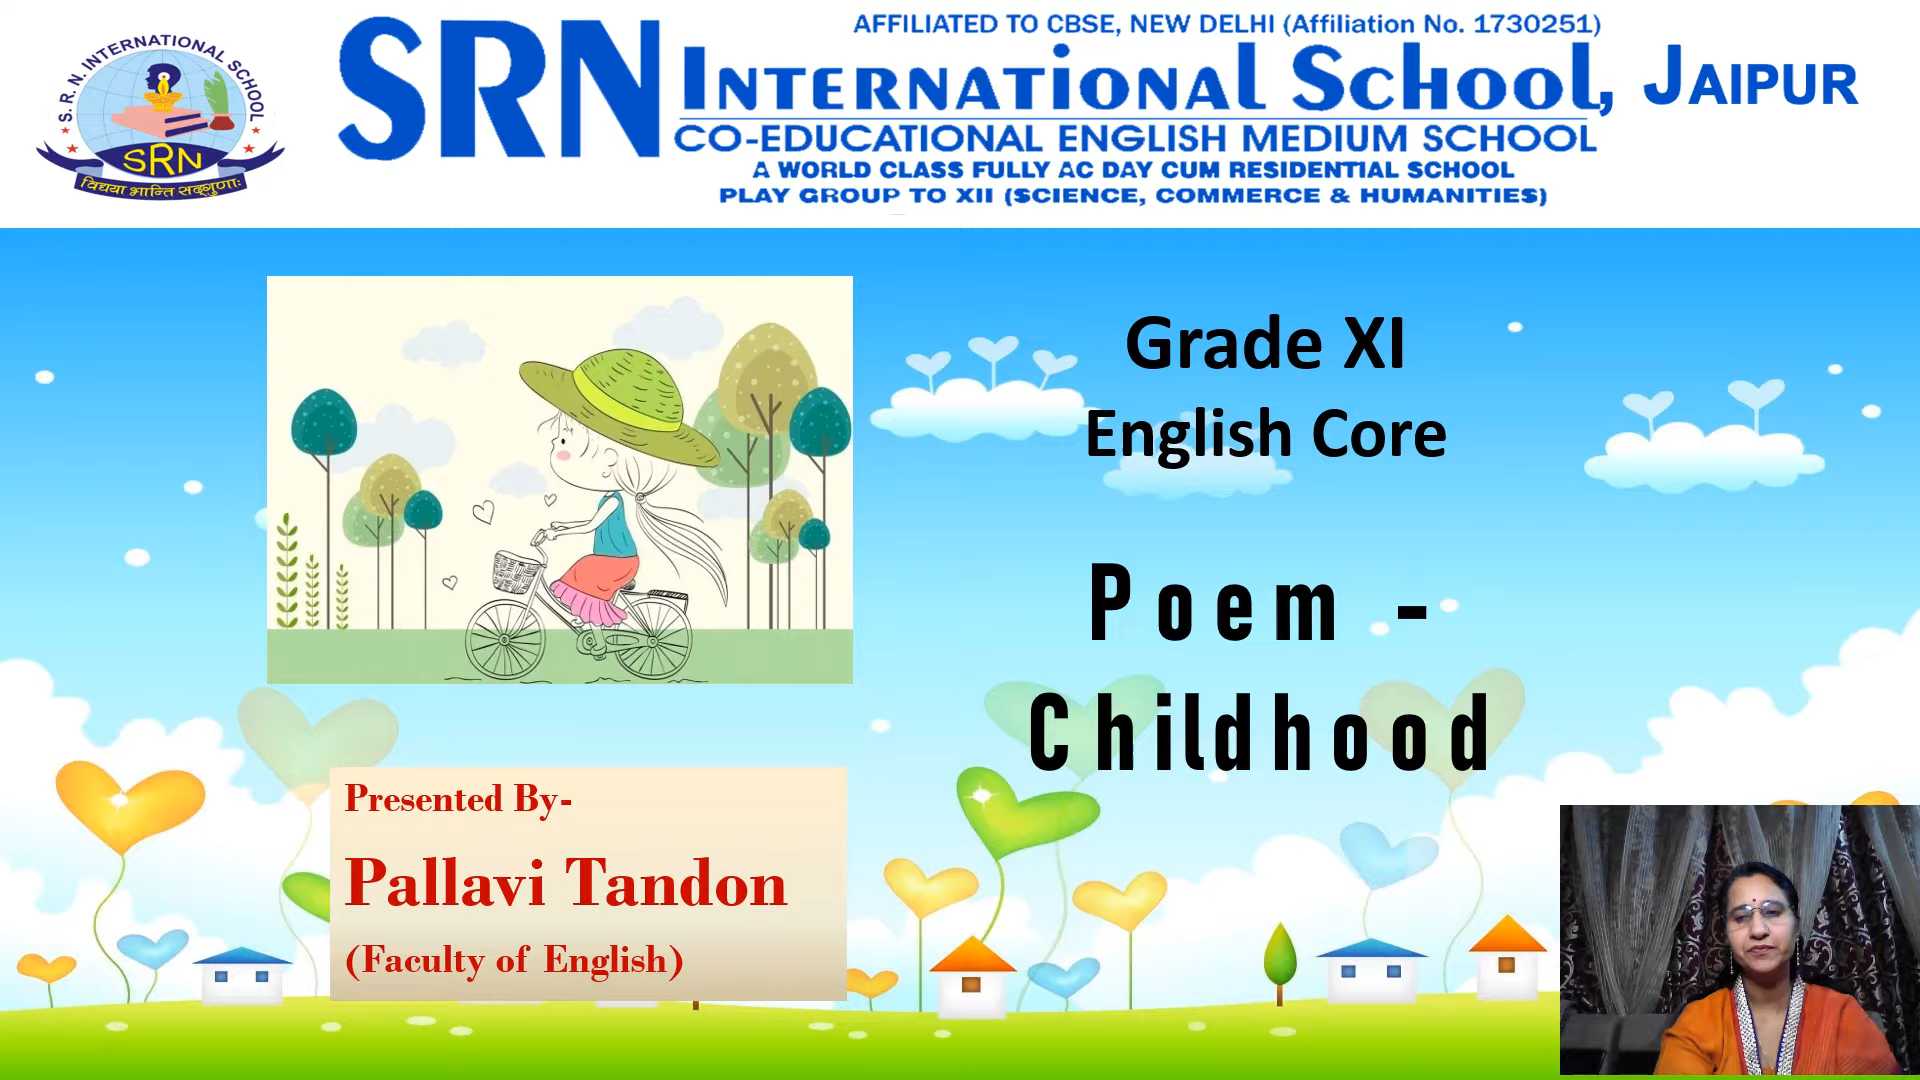 S. R. N. INTERNATIONAL SCHOOL
SRN
विद्यया भान्ति सद्गुणाः
AFFILIATED TO CBSE, NEW DELHI (Affiliation No. 1730251)
SRN INTERNATIONAL SCHOOL, JAIPUR
CO-EDUCATIONAL ENGLISH MEDIUM SCHOOL
A WORLD CLASS FULLY AC DAY CUM RESIDENTIAL SCHOOL
PLAY GROUP TO XII (SCIENCE, COMMERCE & HUMANITIES)
Grade XI
English Core
Poem -
Childhood
Presented By-
Pallavi Tandon
(Faculty of English)